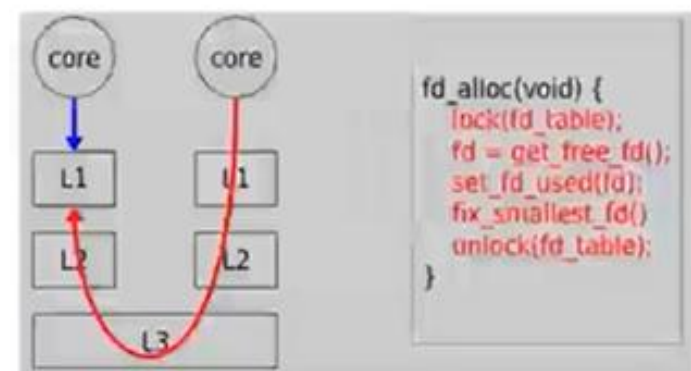 core
core
L1
L1
L2
L2
L3
fd_alloc(void) {
lock(fd_table);
fd = get_free_fd();
set_fd_used(fd);
fix_smallest_fd()
unlock(fd_table);
}